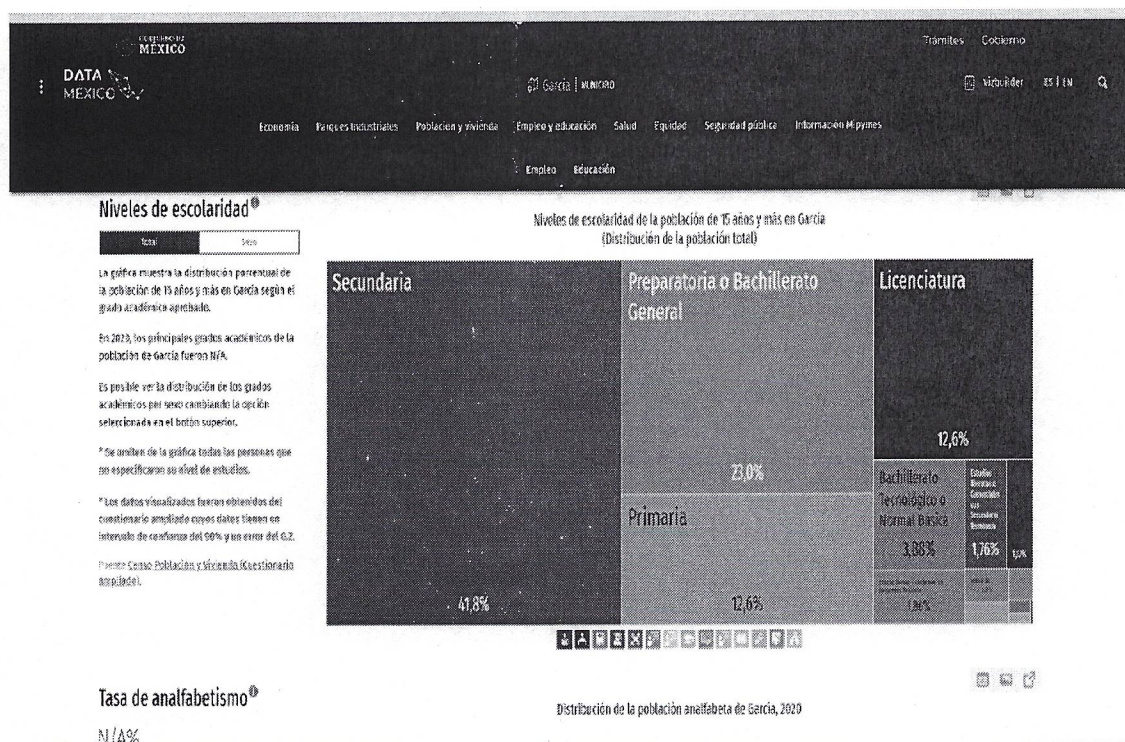 MÉXICO
Trámites Gobierno
DATA
MÉXICO
García | MUNICIPIO
Vizbuilder ES | EN
Economía Parques Industriales Población y vivienda Empleo y educación Salud Equidad Seguridad pública Información Mipymes
Empleo Educación
Niveles de escolaridad
Total Sexo
La gráfica muestra la distribución porcentual de
la población de 15 años y más en García según el
grado académico aprobado.
En 2020, los principales grados académicos de la
población de García fueron N/A.
Es posible ver la distribución de los grados
académicos por sexo cambiando la opción
seleccionada en el botón superior.
* Se omiten de la gráfica todas las personas que
no especificaron su nivel de estudios.
* Los datos visualizados fueron obtenidos del
cuestionario ampliado cuyos datos tienen un
intervalo de confianza del 90% y un error del 0.2.
Fuente Censo Población y Vivienda (Cuestionario
ampliado).
Niveles de escolaridad de la población de 15 años y más en García
(Distribución de la población total)
Secundaria
41,8%
Preparatoria o Bachillerato
General
23,0%
Primaria
12,6%
Licenciatura
12,6%
Bachillerato
Tecnológico o
Normal Básica
3,88%
Estudios
Técnicos o
Comerciales
con
Secundaria
Terminada
1,76%
Tasa de analfabetismo
N/A%
Distribución de la población analfabeta de García, 2020